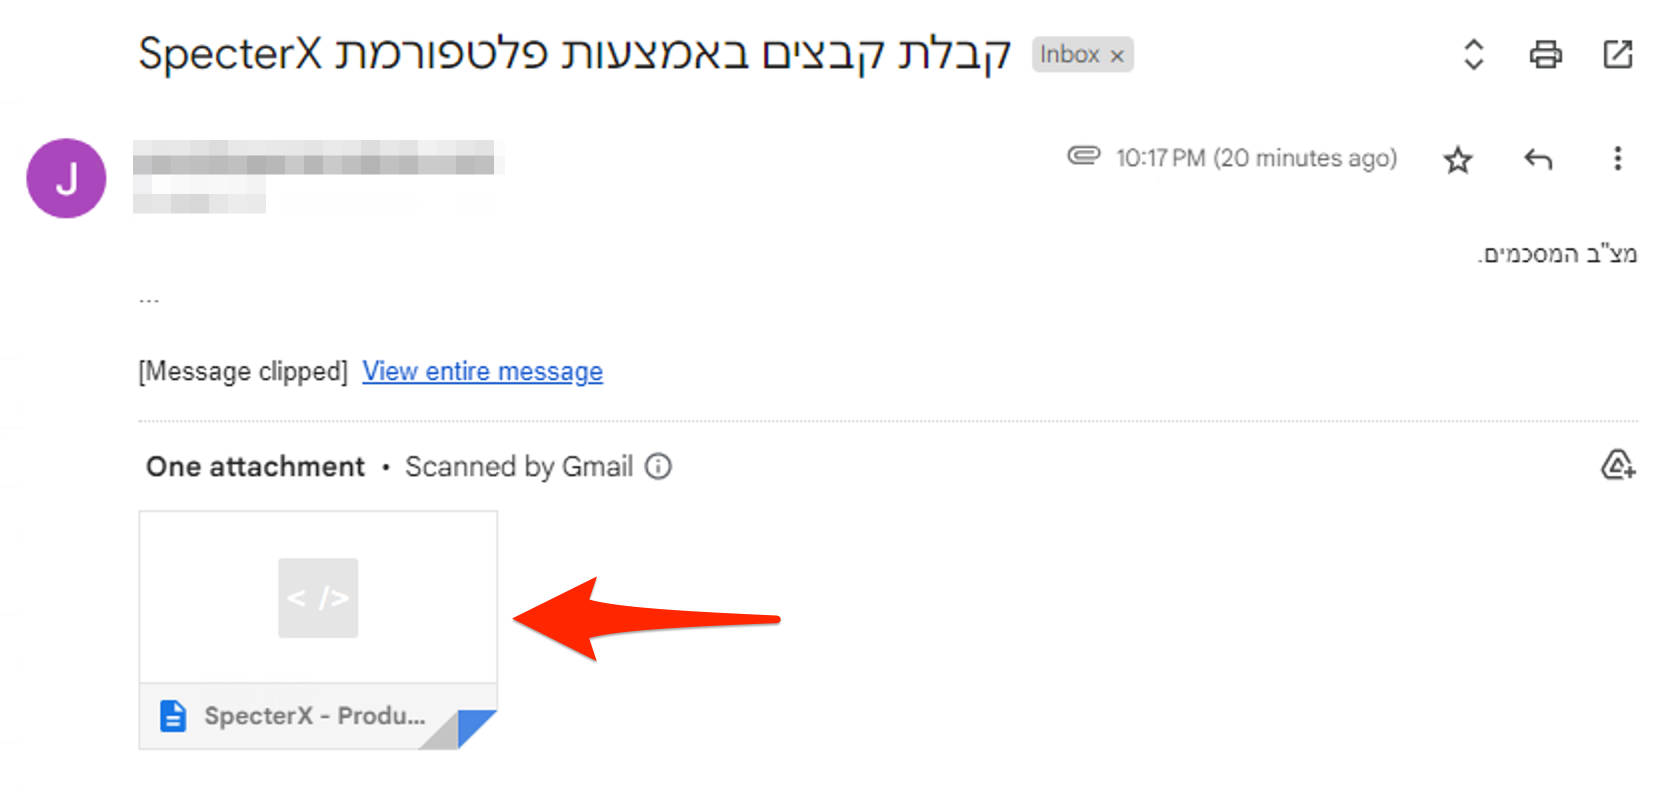 קבלת קבצים באמצעות פלטפורמת SpecterX
Inbox ×
J
10:17 PM (20 minutes ago)
מצ"ב המסכמים.
...
[Message clipped] View entire message
One attachment • Scanned by Gmail
< />
SpecterX - Produ...